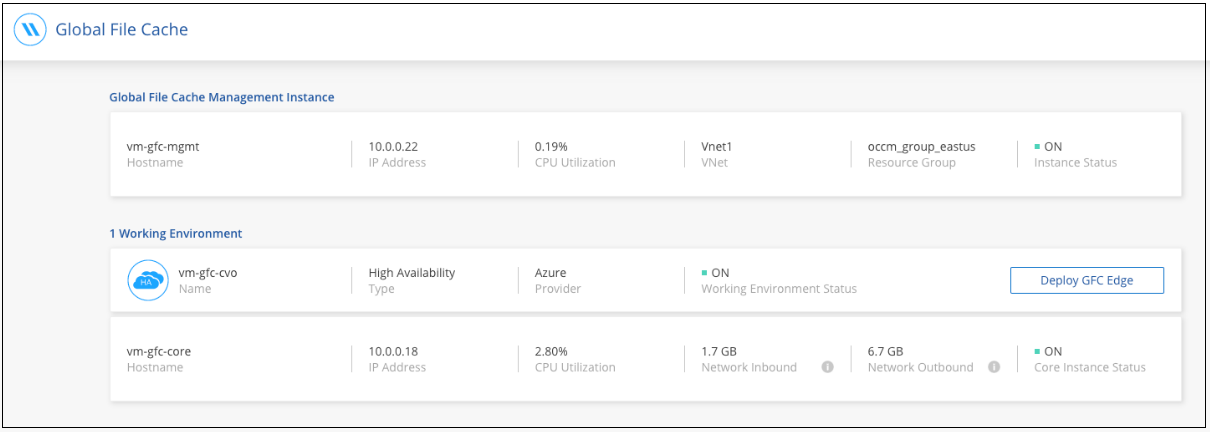 Global File Cache
Global File Cache Management Instance
vm-gfc-mgmt 10.0.0.22 0.19% Vnet1 occm_group_eastus ON
Hostname IP Address CPU Utilization VNet Resource Group Instance Status
1 Working Environment
vm-gfc-cvo High Availability Azure ON
HA Name Type Provider Working Environment Status Deploy GFC Edge
vm-gfc-core 10.0.0.18 2.80% 1.7 GB 6.7 GB ON
Hostname IP Address CPU Utilization Network Inbound i Network Outbound i Core Instance Status